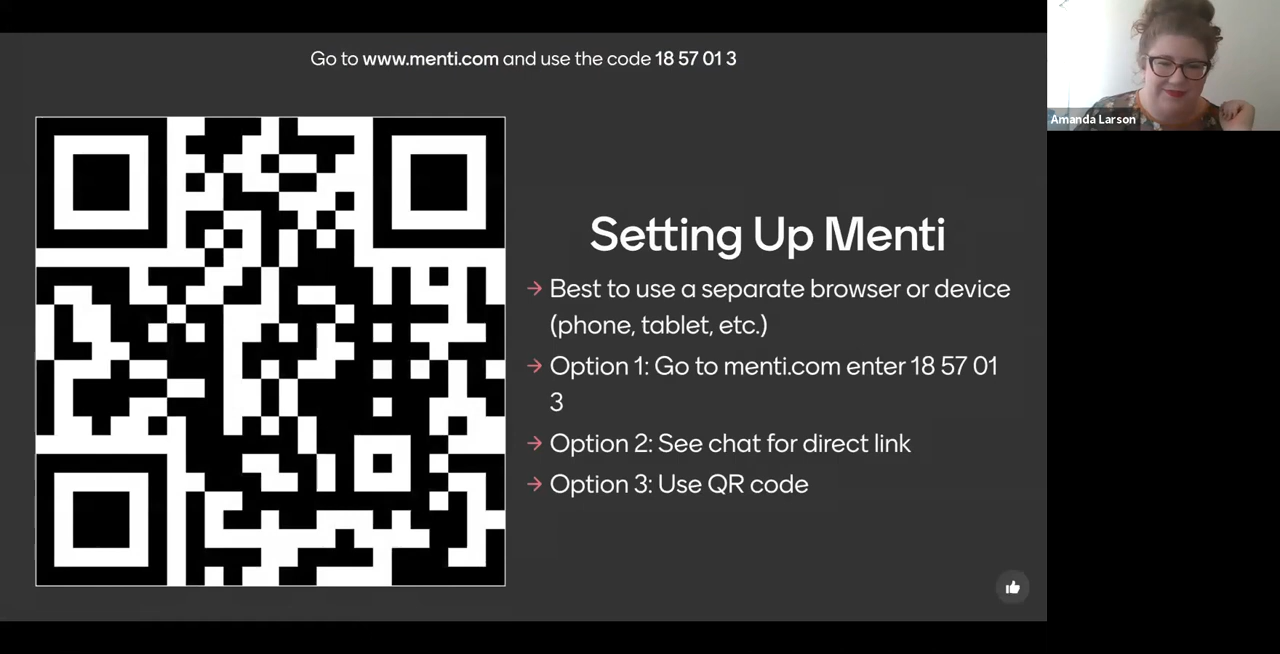 Go to www.menti.com and use the code 18 57 01 3
Amanda Larson
Setting Up Menti
→ Best to use a separate browser or device
(phone, tablet, etc.)
→ Option 1: Go to menti.com enter 18 57 01
3
→ Option 2: See chat for direct link
→ Option 3: Use QR code